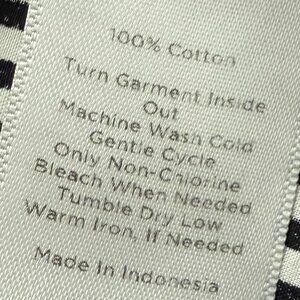 100% Cotton
Turn Garment Inside
Out
Machine Wash Cold
Gentle Cycle
Only Non-Chlorine
Bleach When Needed
Tumble Dry Low
Warm Iron, If Needed
Made In Indonesia